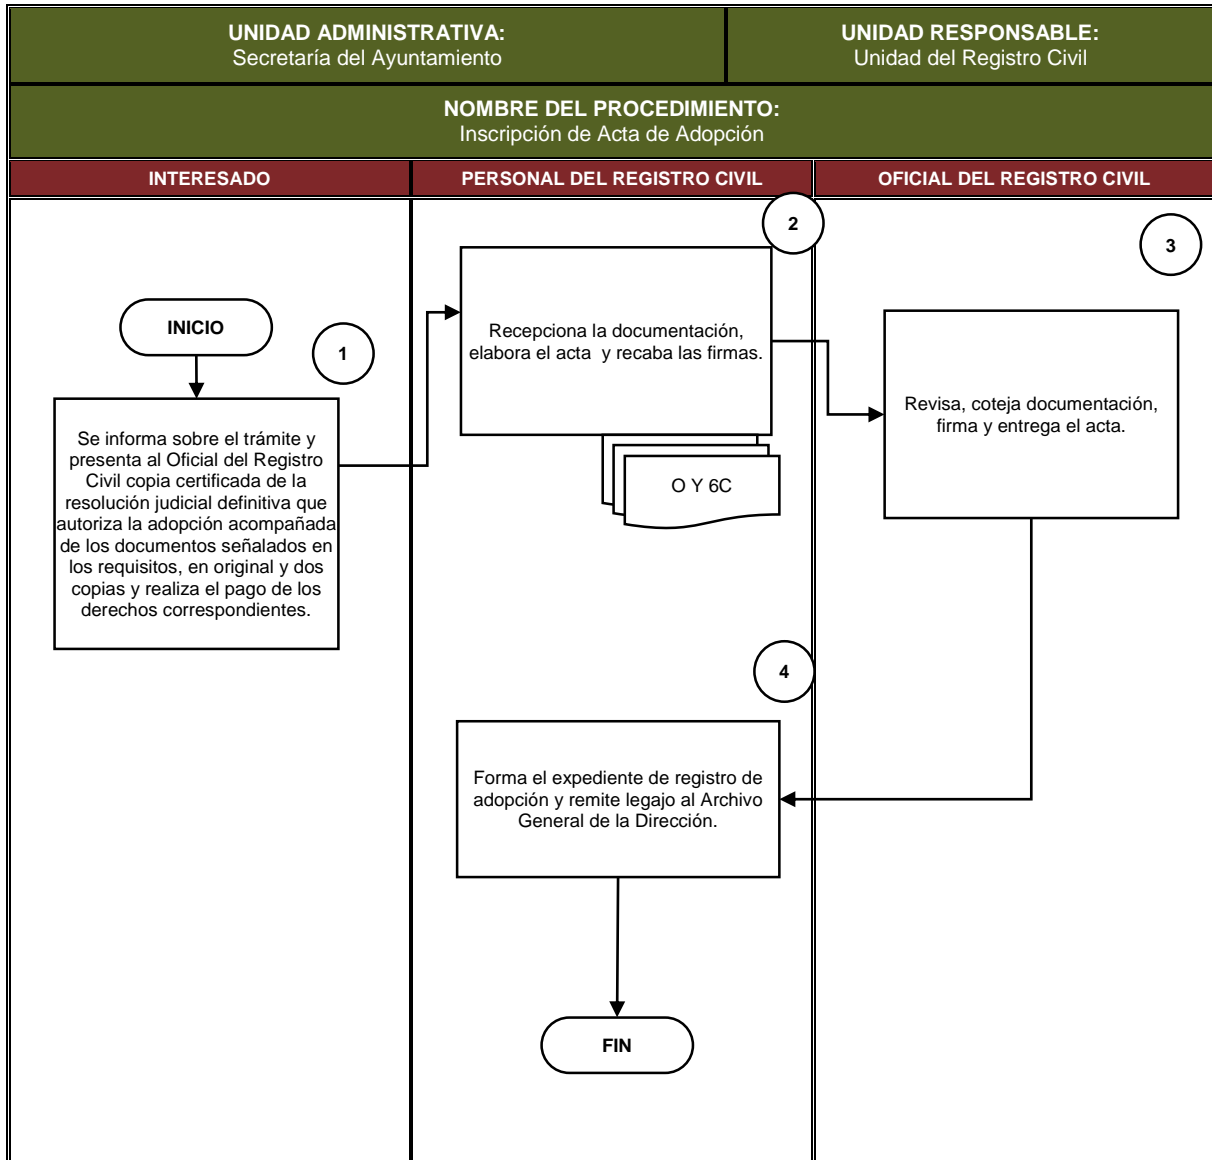 UNIDAD ADMINISTRATIVA:
Secretaría del Ayuntamiento
UNIDAD RESPONSABLE:
Unidad del Registro Civil
NOMBRE DEL PROCEDIMIENTO:
Inscripción de Acta de Adopción
INTERESADO
PERSONAL DEL REGISTRO CIVIL
OFICIAL DEL REGISTRO CIVIL
INICIO
1
Se informa sobre el trámite y
presenta al Oficial del Registro
Civil copia certificada de la
resolución judicial definitiva que
autoriza la adopción acompañada
de los documentos señalados en
los requisitos, en original y dos
copias y realiza el pago de los
derechos correspondientes.
2
Recepciona la documentación,
elabora el acta y recaba las firmas.
O Y 6C
3
Revisa, coteja documentación,
firma y entrega el acta.
4
Forma el expediente de registro de
adopción y remite legajo al Archivo
General de la Dirección.
FIN